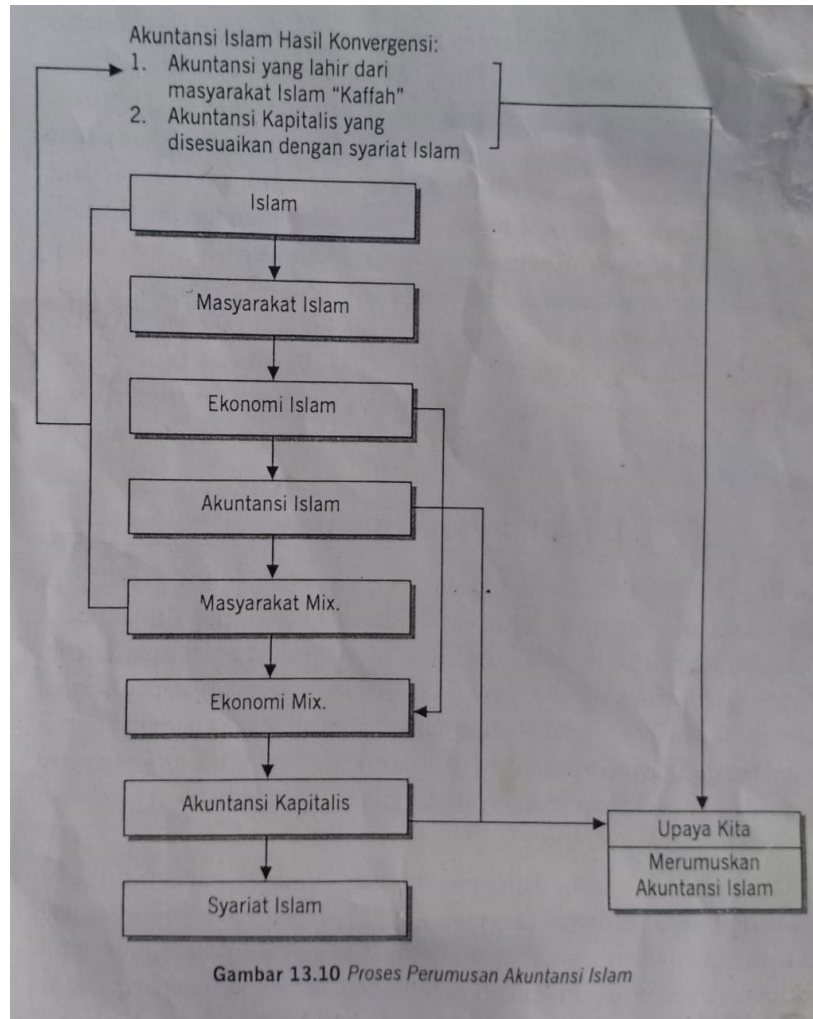 Akuntansi Islam Hasil Konvergensi:
1. Akuntansi yang lahir dari
masyarakat Islam “Kaffah”
2. Akuntansi Kapitalis yang
disesuaikan dengan syariat Islam
Islam
Masyarakat Islam
Ekonomi Islam
Akuntansi Islam
Masyarakat Mix.
Ekonomi Mix.
Akuntansi Kapitalis
Syariat Islam
Upaya Kita
Merumuskan
Akuntansi Islam
Gambar 13.10 Proses Perumusan Akuntansi Islam